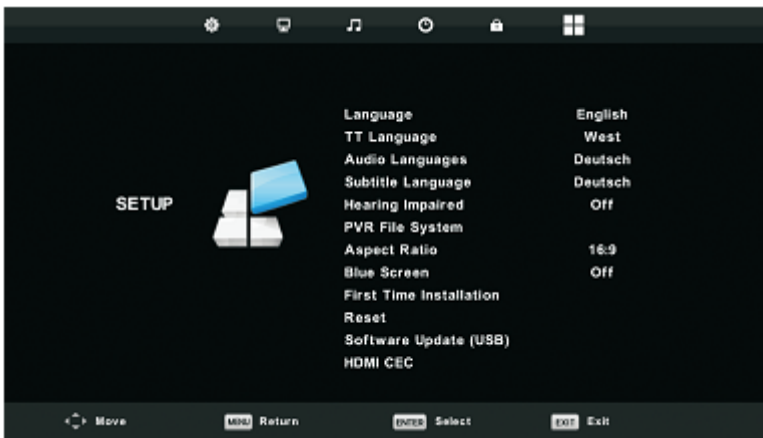 Language English
TT Language West
Audio Languages Deutsch
Subtitle Language Deutsch
SETUP
Hearing Impaired Off
PVR File System
Aspect Ratio 16:9
Blue Screen Off
First Time Installation
Reset
Software Update (USB)
HDMI CEC
Move MENU Return ENTER Select EXIT Exit